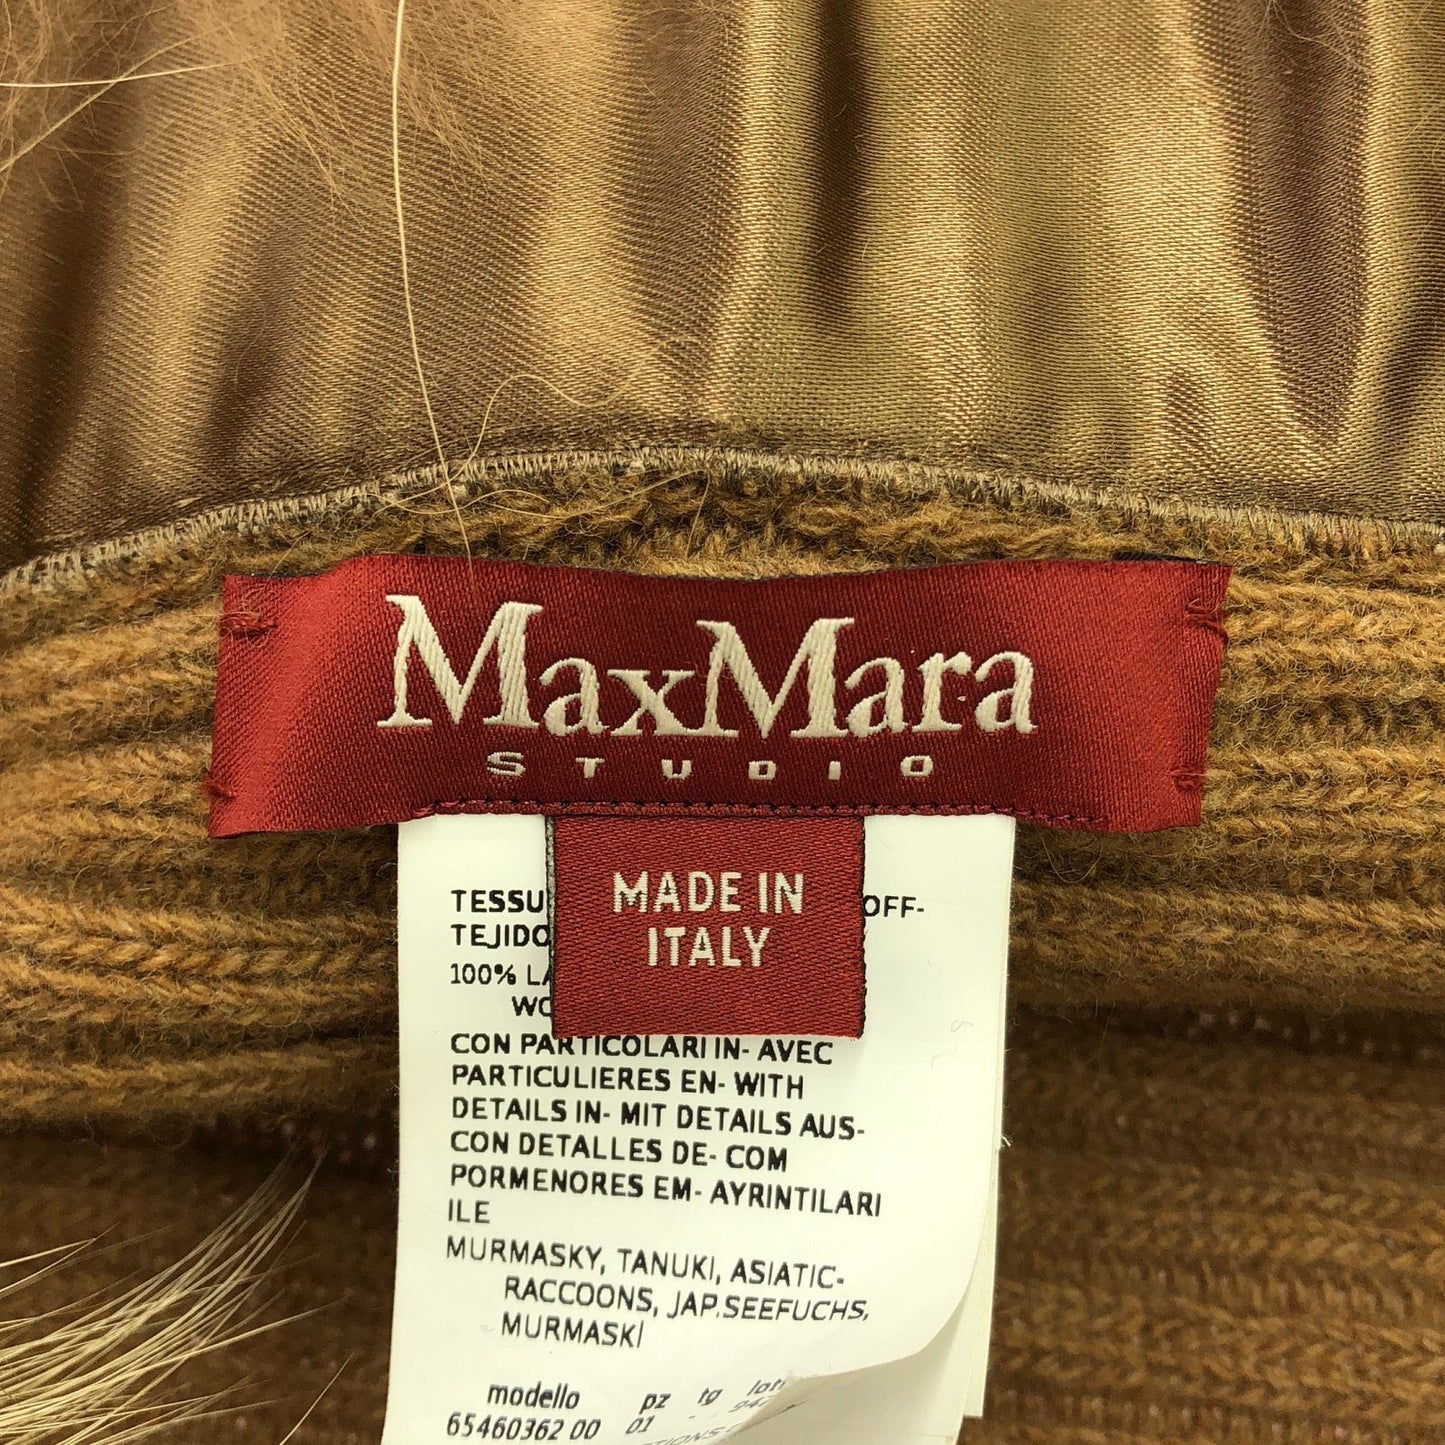 MaxMara
STUDIO
MADE IN
ITALY
TESSU OFF-
TEJIDO
100% LA
WO
CON PARTICOLARI IN- AVEC
PARTICULIERES EN- WITH
DETAILS IN- MIT DETAILS AUS-
CON DETALLES DE- COM
PORMENORES EM- AYRINTILARI
ILE
MURMASKY, TANUKI, ASIATIC-
RACCOONS, JAP.SEEFUCHS,
MURMASKI
modello pz tg
65460362 00 01